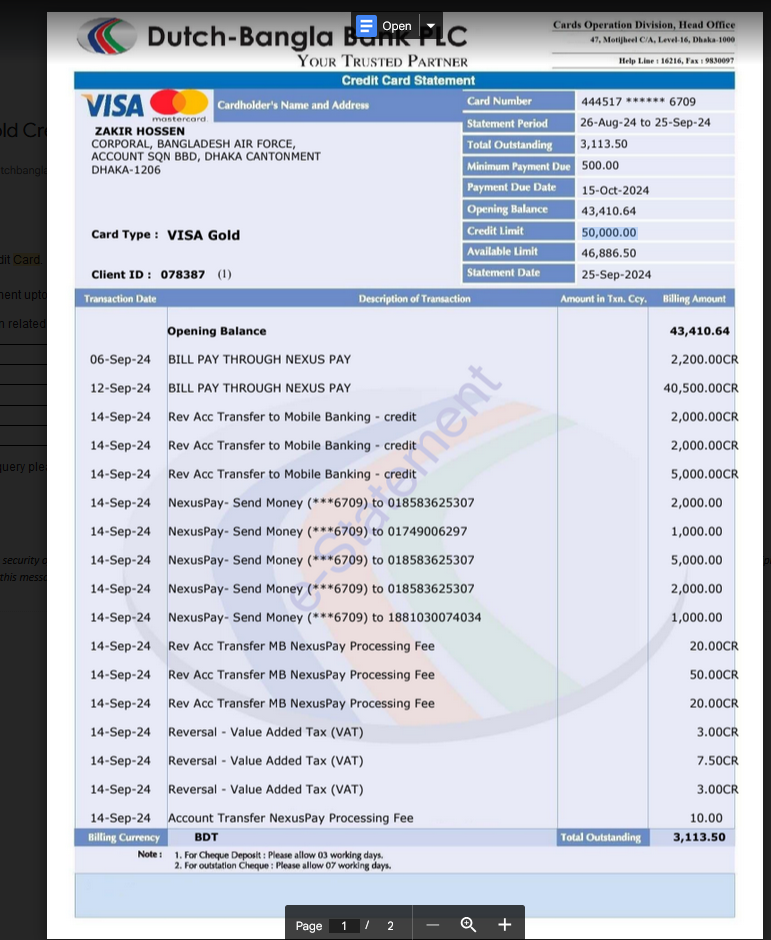 Open
Dutch-Bangla Bank PLC
YOUR TRUSTED PARTNER
Cards Operation Division, Head Office
47, Motijheel C/A, Level-16, Dhaka-1000
Help Line : 16216, Fax : 9830097
Credit Card Statement
VISA
mastercard
Cardholder's Name and Address
ZAKIR HOSSEN
CORPORAL, BANGLADESH AIR FORCE,
ACCOUNT SQN BBD, DHAKA CANTONMENT
DHAKA-1206
Card Type : VISA Gold
Client ID : 078387 (1)
Card Number 444517 ****** 6709
Statement Period 26-Aug-24 to 25-Sep-24
Total Outstanding 3,113.50
Minimum Payment Due 500.00
Payment Due Date 15-Oct-2024
Opening Balance 43,410.64
Credit Limit 50,000.00
Available Limit 46,886.50
Statement Date 25-Sep-2024
Transaction Date Description of Transaction Amount in Txn. Ccy. Billing Amount
Opening Balance 43,410.64
06-Sep-24 BILL PAY THROUGH NEXUS PAY 2,200.00CR
12-Sep-24 BILL PAY THROUGH NEXUS PAY 40,500.00CR
14-Sep-24 Rev Acc Transfer to Mobile Banking - credit 2,000.00CR
14-Sep-24 Rev Acc Transfer to Mobile Banking - credit 2,000.00CR
14-Sep-24 Rev Acc Transfer to Mobile Banking - credit 5,000.00CR
14-Sep-24 NexusPay- Send Money (***6709) to 018583625307 2,000.00
14-Sep-24 NexusPay- Send Money (***6709) to 01749006297 1,000.00
14-Sep-24 NexusPay- Send Money (***6709) to 018583625307 5,000.00
14-Sep-24 NexusPay- Send Money (***6709) to 018583625307 2,000.00
14-Sep-24 NexusPay- Send Money (***6709) to 1881030074034 1,000.00
14-Sep-24 Rev Acc Transfer MB NexusPay Processing Fee 20.00CR
14-Sep-24 Rev Acc Transfer MB NexusPay Processing Fee 50.00CR
14-Sep-24 Rev Acc Transfer MB NexusPay Processing Fee 20.00CR
14-Sep-24 Reversal - Value Added Tax (VAT) 3.00CR
14-Sep-24 Reversal - Value Added Tax (VAT) 7.50CR
14-Sep-24 Reversal - Value Added Tax (VAT) 3.00CR
14-Sep-24 Account Transfer NexusPay Processing Fee 10.00
e-Statement
Billing Currency BDT Total Outstanding 3,113.50
Note : 1. For Cheque Deposit : Please allow 03 working days.
2. For outstation Cheque : Please allow 07 working days.
Page 1 / 2